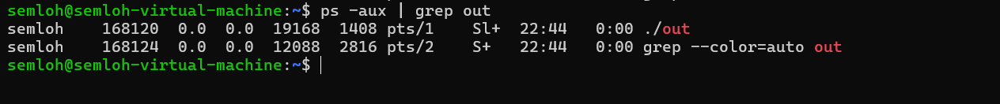 semloh@semloh-virtual-machine:~$ ps -aux | grep out
semloh    168120  0.0  0.0  19168  1408 pts/1    Sl+  22:44   0:00 ./out
semloh    168124  0.0  0.0  12088  2816 pts/2    S+   22:44   0:00 grep --color=auto out
semloh@semloh-virtual-machine:~$